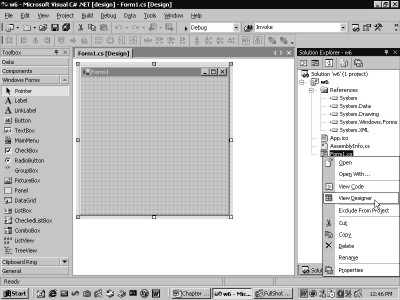 w6 - Microsoft Visual C# .NET [design] - Form1.cs [Design]
File Edit View Project Build Debug Data Tools Window Help
Debug
Invoke
Toolbox
Data
Components
Windows Forms
Pointer
Label
LinkLabel
Button
TextBox
MainMenu
CheckBox
RadioButton
GroupBox
PictureBox
Panel
DataGrid
ListBox
CheckedListBox
ComboBox
ListView
TreeView
Clipboard Ring
General
Form1.cs [Design]
Form1
Solution Explorer - w6
Solution 'w6' (1 project)
w6
References
System
System.Data
System.Drawing
System.Windows.Forms
System.XML
App.ico
AssemblyInfo.cs
Form1.cs
Open
Open With...
View Code
View Designer
Exclude From Project
Cut
Copy
Delete
Rename
Properties
Solut
Ready
Start
Chapter
w6 - Mic...
FullShot
12:46 PM